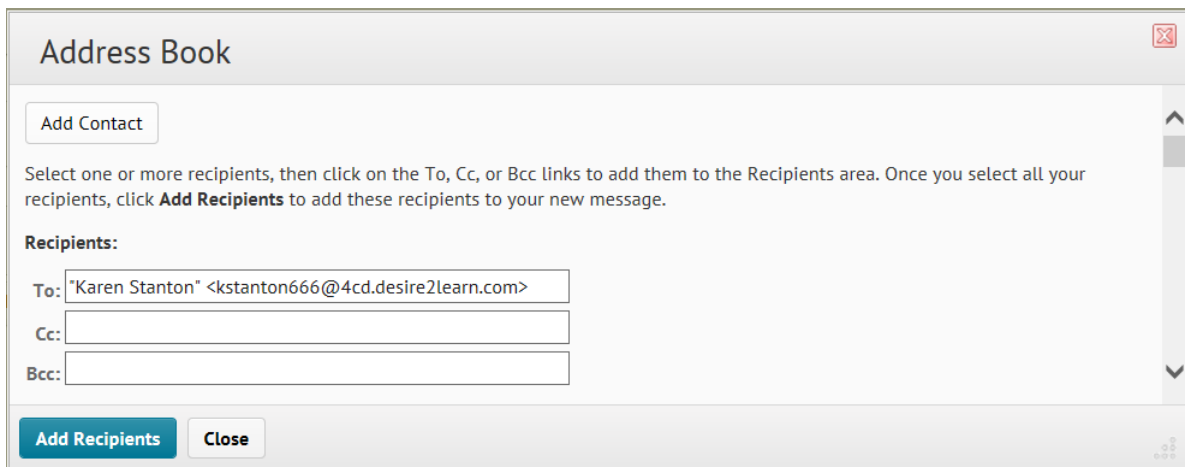 Address Book
Add Contact
Select one or more recipients, then click on the To, Cc, or Bcc links to add them to the Recipients area. Once you select all your
recipients, click Add Recipients to add these recipients to your new message.
Recipients:
To: "Karen Stanton" <kstanton666@4cd.desire2learn.com>
Cc:
Bcc:
Add Recipients Close